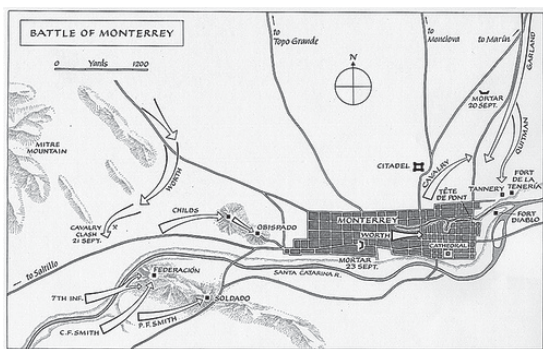 BATTLE OF MONTERREY
0 Yards 1200
to
Topo Grande
to
Monclova
to
Marín
GARLAND
N
MORTAR
20 SEPT.
QUITMAN
MITRE
MOUNTAIN
WORTH
CITADEL
CAVALRY
TÊTE
DE PONT
TANNERY
FORT
DE LA
TENERÍA
FORT
DIABLO
CAVALRY
CLASH
21 SEPT.
CHILDS
OBISPADO
MONTERREY
WORTH
CATHEDRAL
MORTAR
23 SEPT.
to Saltillo
FEDERACIÓN
SANTA CATARINA R.
7TH INF.
SOLDADO
C.F. SMITH
P.F. SMITH